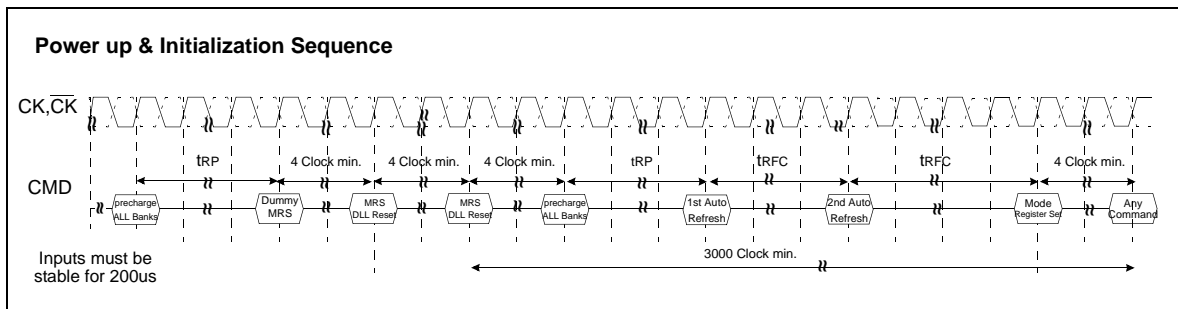 Power up & Initialization Sequence
CK,CK
tRP 4 Clock min. 4 Clock min. 4 Clock min. tRP tRFC tRFC 4 Clock min.
CMD
precharge ALL Banks
Dummy MRS
MRS DLL Reset
MRS DLL Reset
precharge ALL Banks
1st Auto Refresh
2nd Auto Refresh
Mode Register Set
Any Command
Inputs must be
stable for 200us
3000 Clock min.